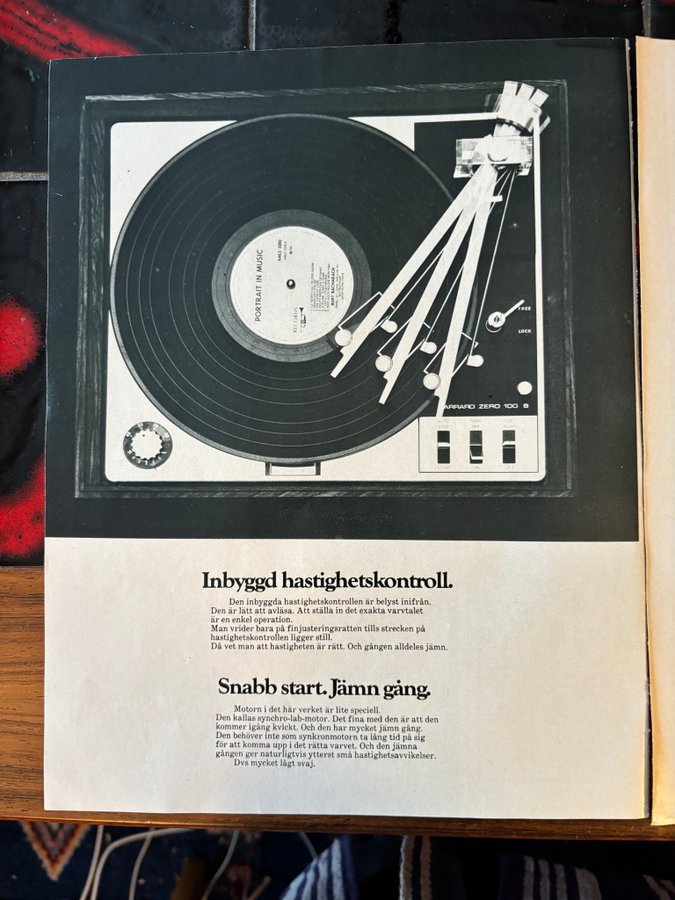 PORTRAIT IN MUSIC
BURT BACHARACH
FREE
LOCK
GARRARD ZERO 100 S
Inbyggd hastighetskontroll.
Den inbyggda hastighetskontrollen är belyst inifrån.
Den är lätt att avläsa. Att ställa in det exakta varvtalet
är en enkel operation.
Man vrider bara på finjusteringsratten tills strecken på
hastighetskontrollen ligger still.
Då vet man att hastigheten är rätt. Och gången alldeles jämn.
Snabb start. Jämn gång.
Motorn i det här verket är lite speciell.
Den kallas synchro-lab-motor. Det fina med den är att den
kommer igång kvickt. Och den har mycket jämn gång.
Den behöver inte som synkronmotorn ta lång tid på sig
för att komma upp i det rätta varvet. Och den jämna
gången ger naturligtvis ytterst små hastighetsavvikelser.
Dvs mycket lågt svaj.